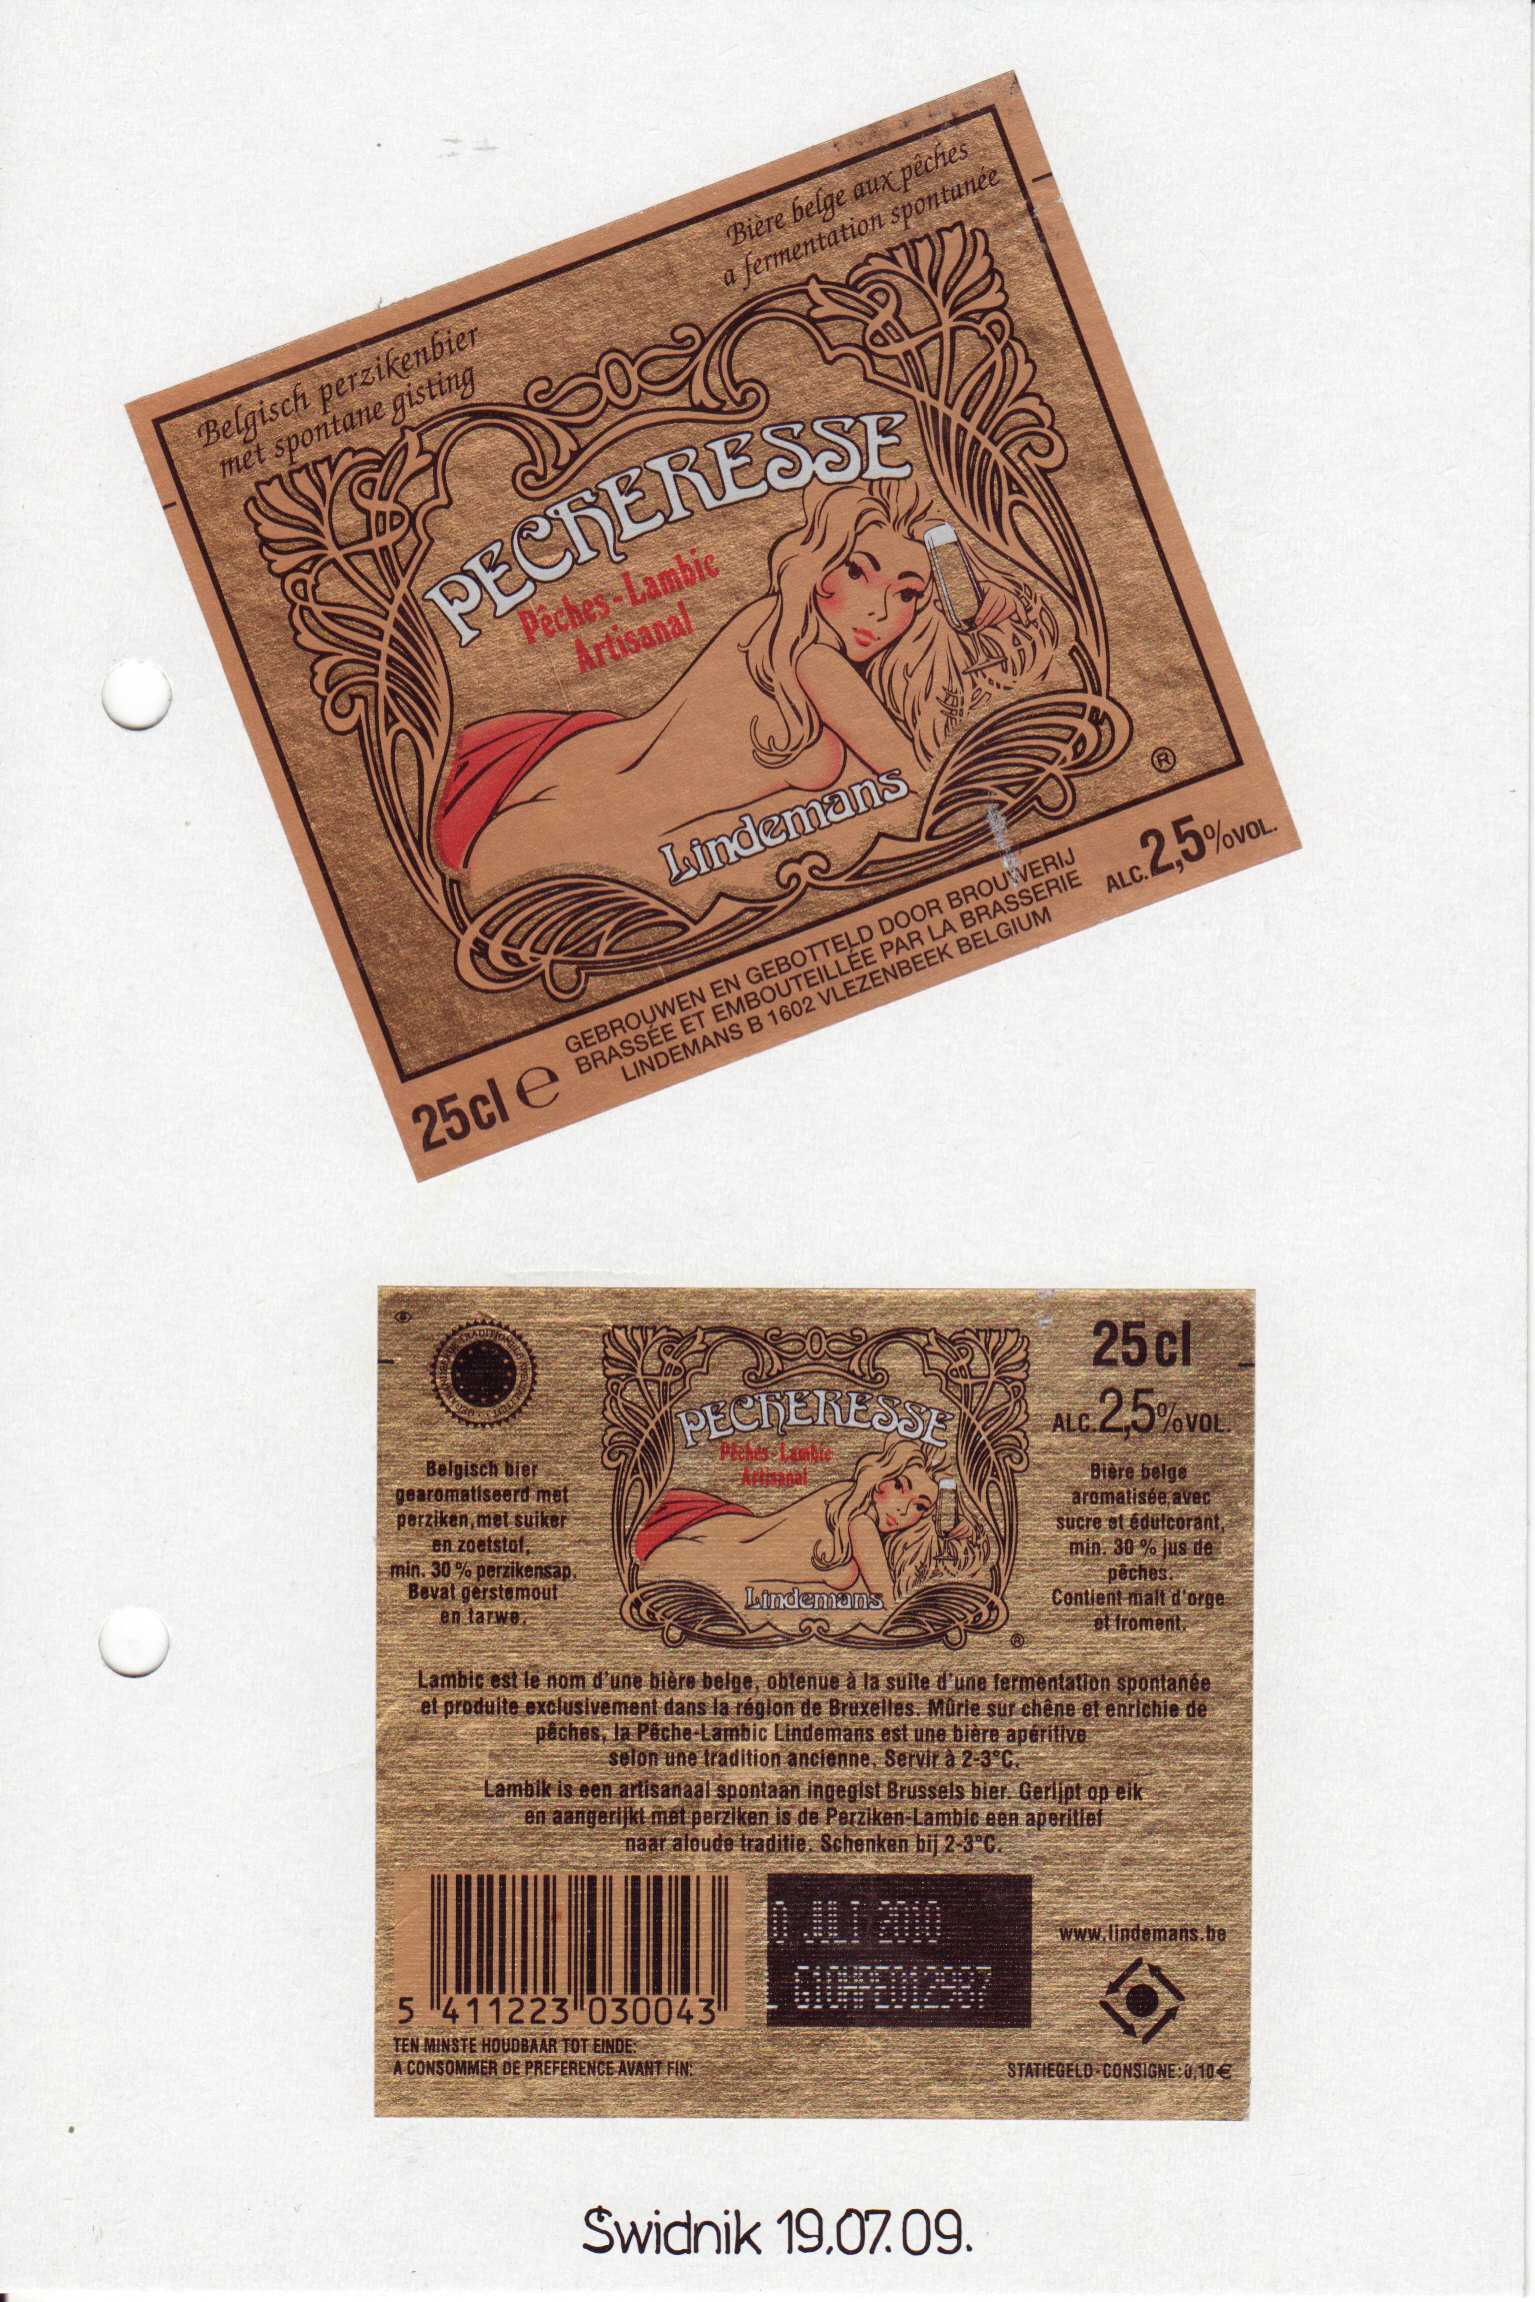 Belgisch perzikenbier
met spontane gisting
Bière belge aux pêches
a fermentation spontanée
PECHERESSE
Pêches-Lambic
Artisanal
Lindemans
®
25cl e
GEBROUWEN EN GEBOTTELD DOOR BROUWERIJ
BRASSÉE ET EMBOUTEILLÉE PAR LA BRASSERIE
LINDEMANS B 1602 VLEZENBEEK BELGIUM
ALC. 2,5% VOL.
25 cl
ALC. 2,5% VOL.
PECHERESSE
Pêches-Lambic
Artisanal
Lindemans
®
Belgisch bier
gearomatiseerd met
perziken, met suiker
en zoetstof,
min. 30 % perzikensap.
Bevat gerstemout
en tarwe.
Bière belge
aromatisée, avec
sucre et édulcorant,
min. 30 % jus de
pêches.
Contient malt d'orge
et froment.
Lambic est le nom d'une bière belge, obtenue à la suite d'une fermentation spontanée
et produite exclusivement dans la région de Bruxelles. Mûrie sur chêne et enrichie de
pêches, la Pêche-Lambic Lindemans est une bière apéritive
selon une tradition ancienne. Servir à 2-3°C.
Lambik is een artisanaal spontaan ingegist Brussels bier. Gerijpt op eik
en aangerijkt met perziken is de Perziken-Lambic een aperitief
naar aloude traditie. Schenken bij 2-3°C.
0 JULI 2010
5 411223 030043
www.lindemans.be
TEN MINSTE HOUDBAAR TOT EINDE:
A CONSOMMER DE PREFERENCE AVANT FIN:
STATIEGELD-CONSIGNE: 0,10 €
Świdnik 19.07.09.